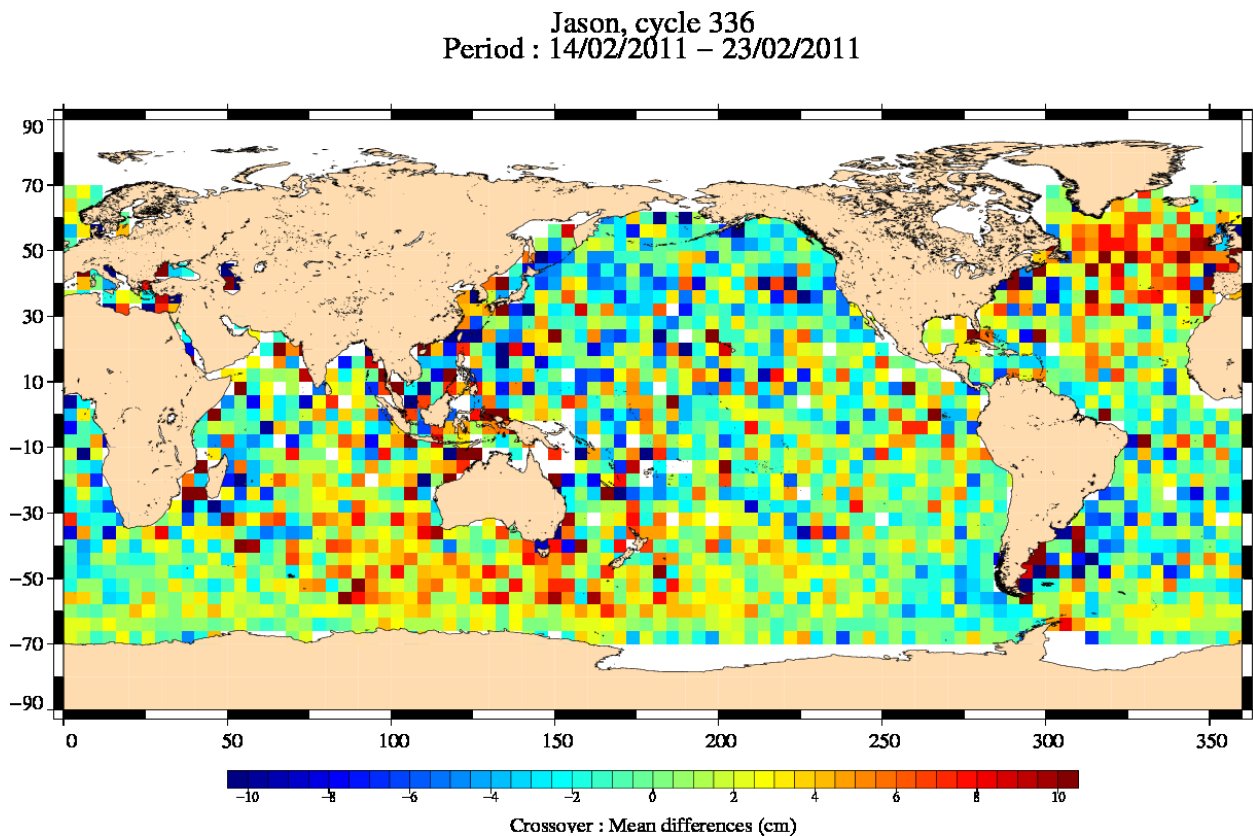 Jason, cycle 336
Period : 14/02/2011 − 23/02/2011
90
70
50
30
10
−10
−30
−50
−70
−90
0 50 100 150 200 250 300 350
−10 −8 −6 −4 −2 0 2 4 6 8 10
Crossover : Mean differences (cm)